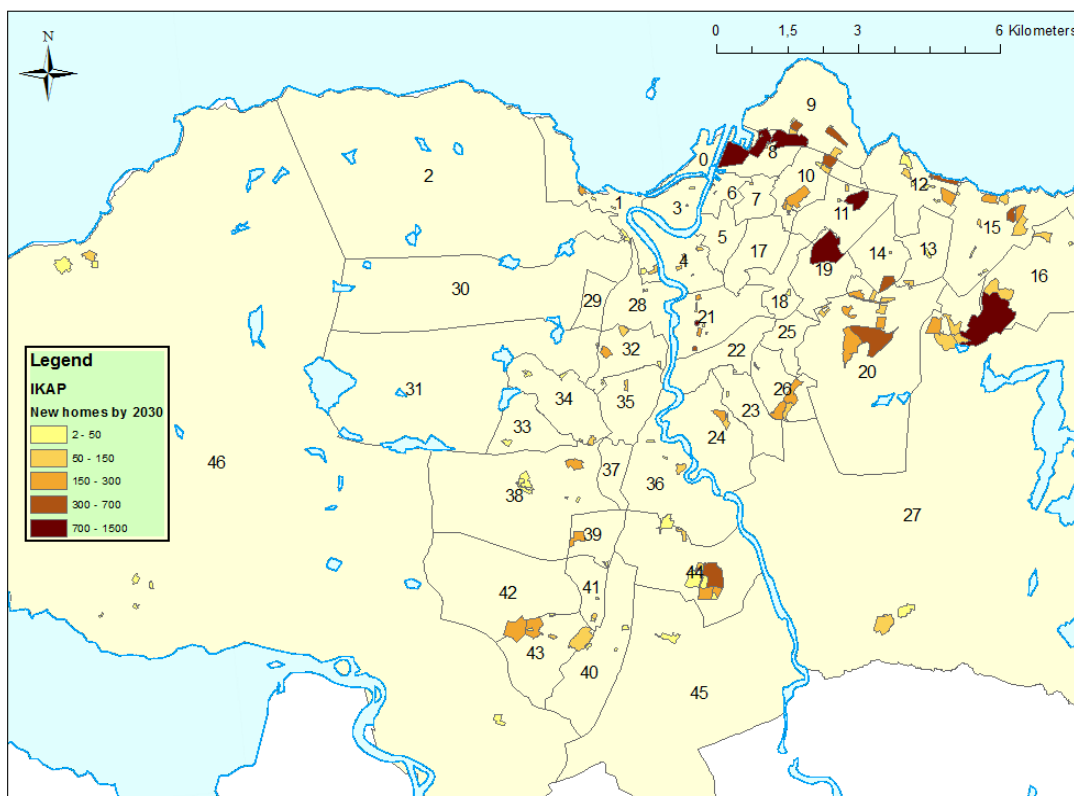 N
0 1,5 3 6 Kilometers
9
0 8
2 10
6 7 12
1 3 11
15
5 13
4 17 14 16
19
30 29 28 18
21 25
32 22 20
31 34 35 26
33 24 23
46 37 36
38 27
39
44
42 41
43 40 45
Legend
IKAP
New homes by 2030
2 - 50
50 - 150
150 - 300
300 - 700
700 - 1500